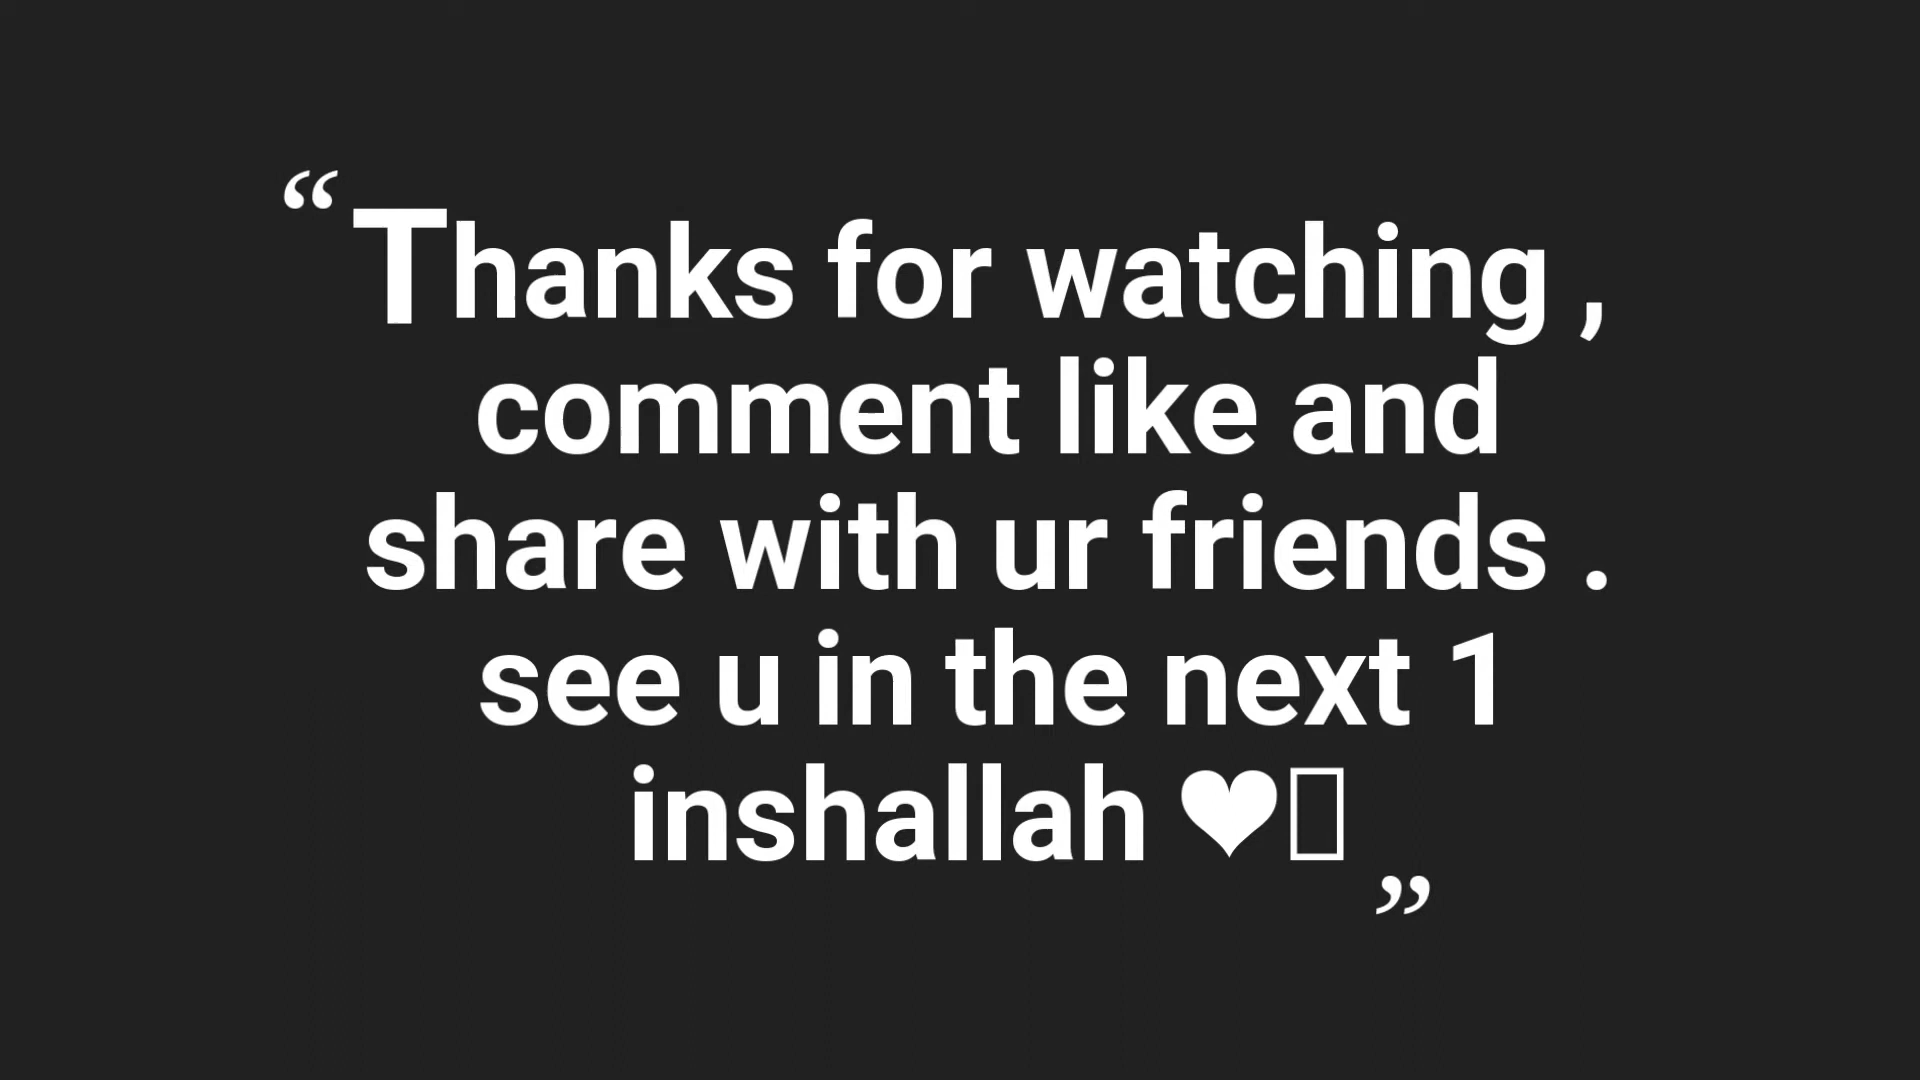 “Thanks for watching ,
comment like and
share with ur friends .
see u in the next 1
inshallah ❤▯”